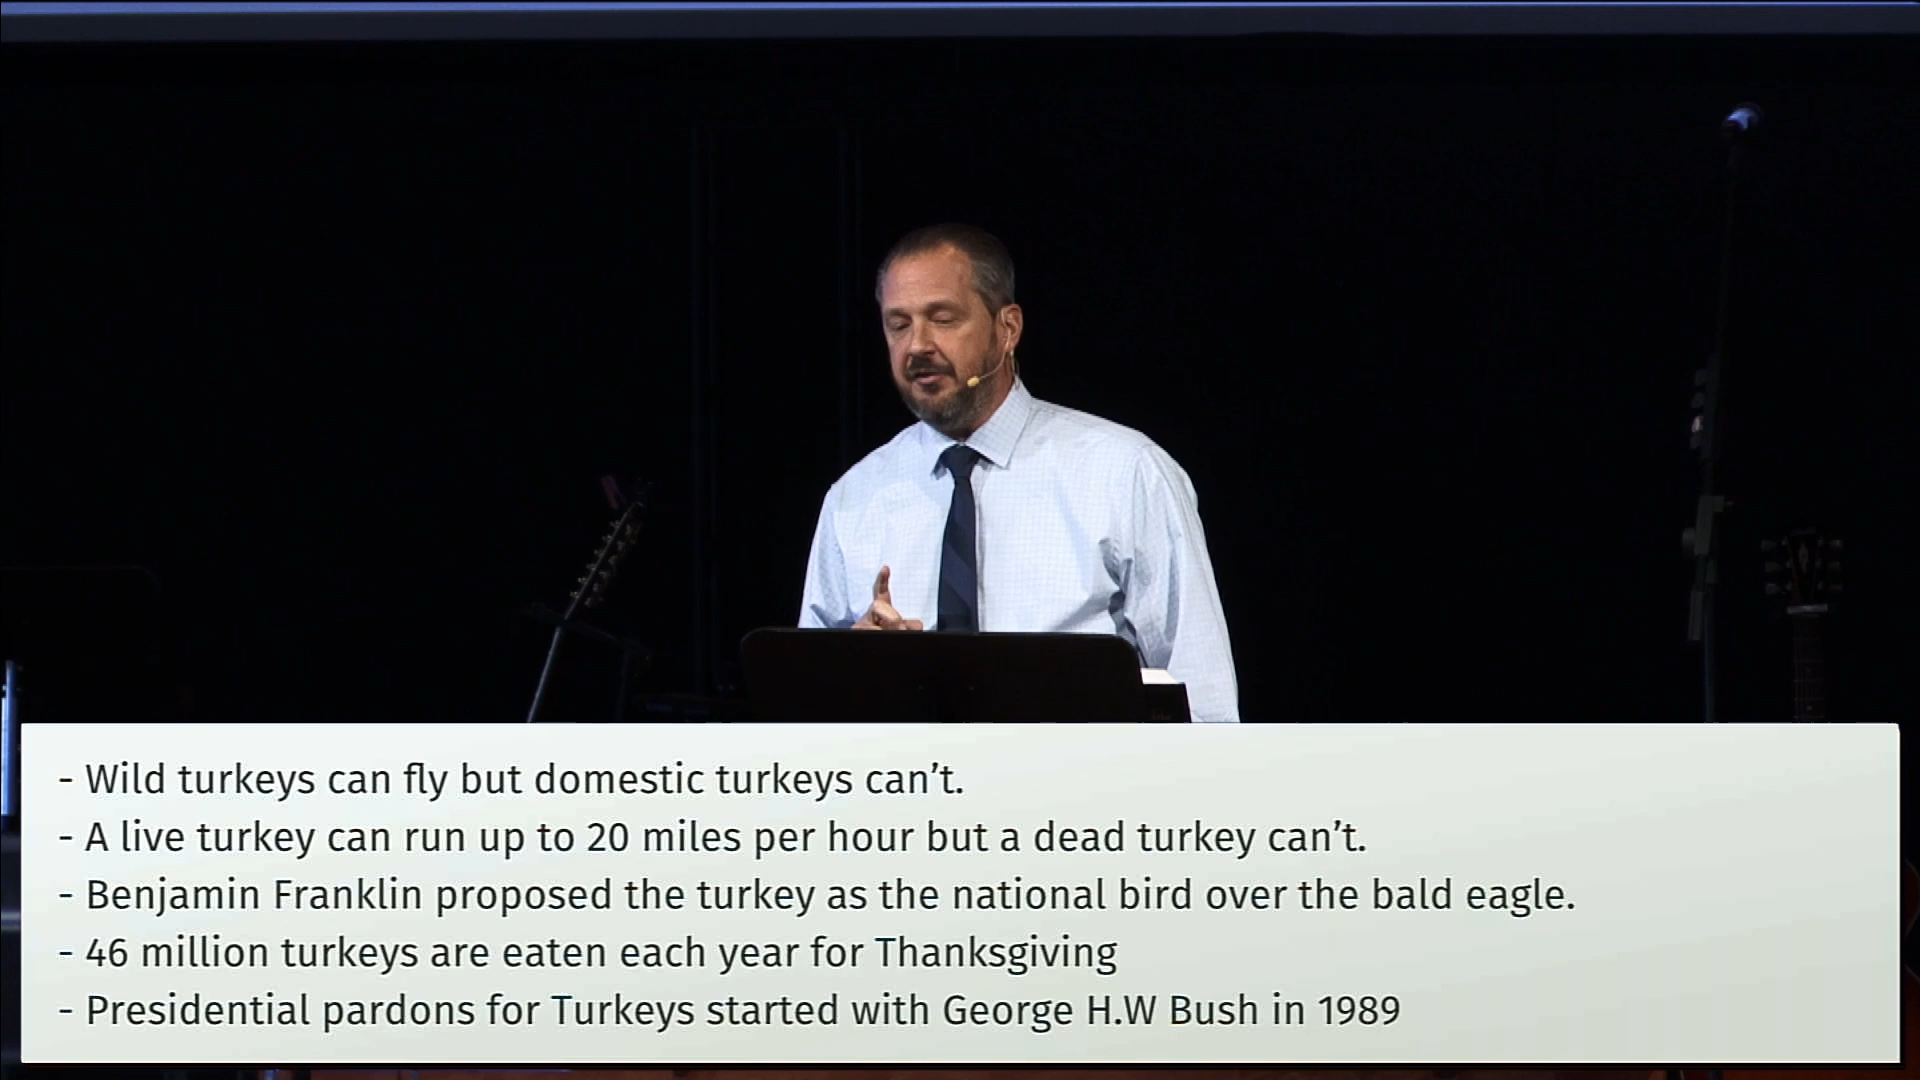 - Wild turkeys can fly but domestic turkeys can’t.
- A live turkey can run up to 20 miles per hour but a dead turkey can’t.
- Benjamin Franklin proposed the turkey as the national bird over the bald eagle.
- 46 million turkeys are eaten each year for Thanksgiving
- Presidential pardons for Turkeys started with George H.W Bush in 1989